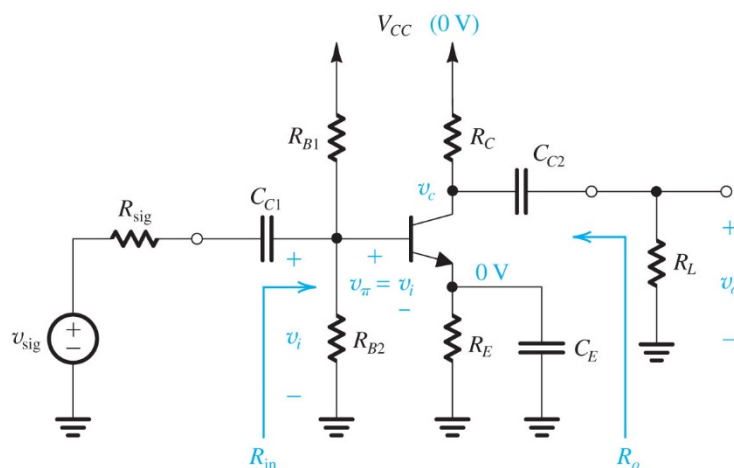 V_CC (0 V)
R_B1
R_C
C_C2
v_c
R_sig
C_C1
+
+
0 V
+
v_π = v_i
−
R_L
v_sig
+
−
v_i
R_B2
R_E
C_E
−
−
R_in
R_o